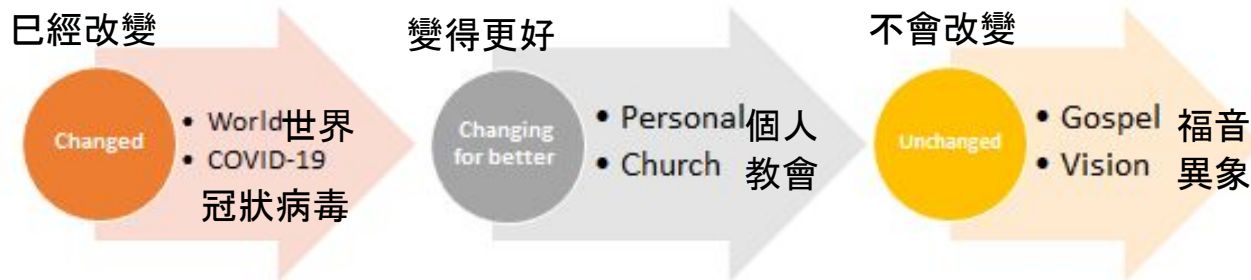 已經改變
Changed
• World世界
• COVID-19
冠狀病毒
變得更好
Changing
for better
• Personal個人
• Church 教會
不會改變
Unchanged
• Gospel 福音
• Vision 異象